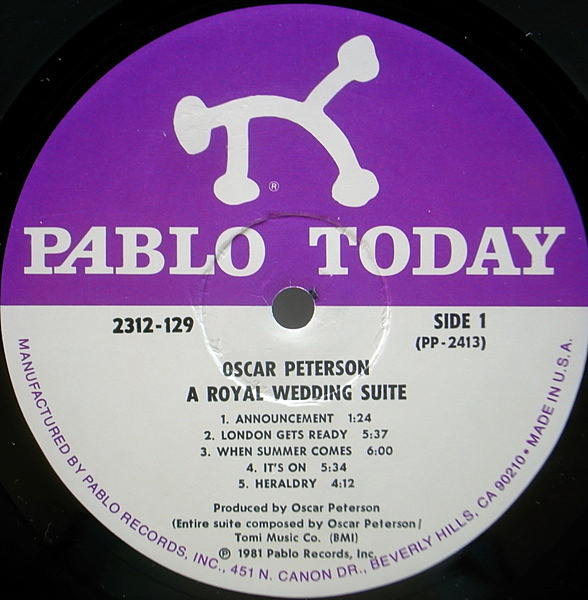 ®
PABLO TODAY
2312-129
SIDE 1
(PP-2413)
OSCAR PETERSON
A ROYAL WEDDING SUITE
1. ANNOUNCEMENT 1:24
2. LONDON GETS READY 5:37
3. WHEN SUMMER COMES 6:00
4. IT'S ON 5:34
5. HERALDRY 4:12
Produced by Oscar Peterson
(Entire suite composed by Oscar Peterson/
Tomi Music Co. (BMI)
℗ 1981 Pablo Records, Inc.
MANUFACTURED BY PABLO RECORDS, INC., 451 N. CANON DR., BEVERLY HILLS, CA 90210 • MADE IN U.S.A.